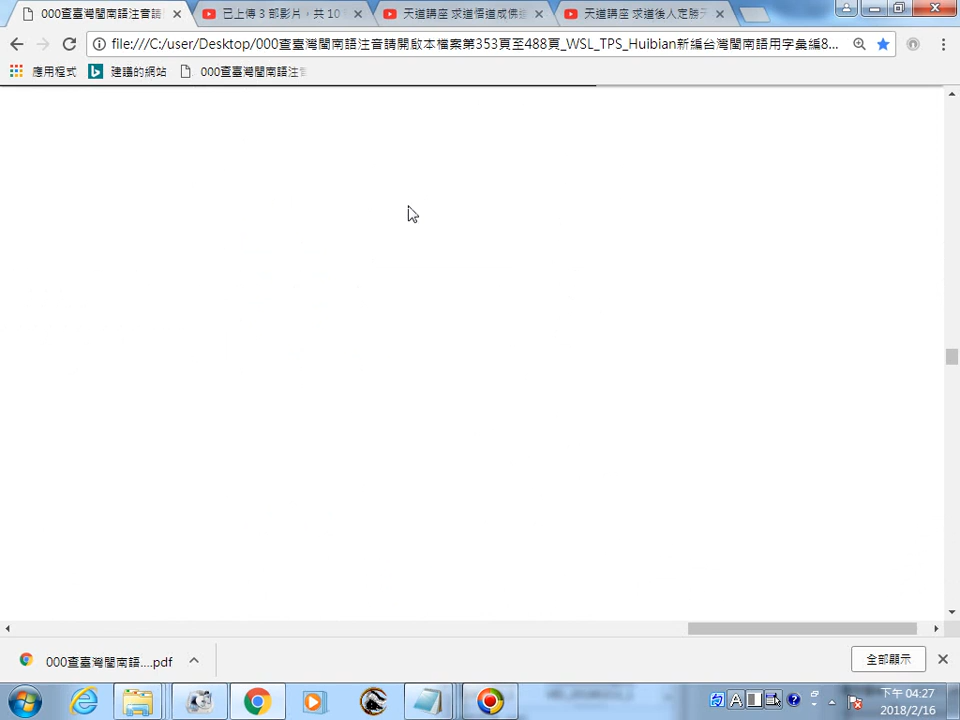 000查臺灣閩南語注音請
已上傳 3 部影片，共 10
天道講座 求道悟道成佛
天道講座 求道後人定勝天
file:///C:/user/Desktop/000查臺灣閩南語注音請開啟本檔案第353頁至488頁_WSL_TPS_Huibian新編台灣閩南語用字彙編8...
應用程式
建議的網站
000查臺灣閩南語注音
000查臺灣閩南語....pdf
全部顯示
A
下午 04:27
2018/2/16